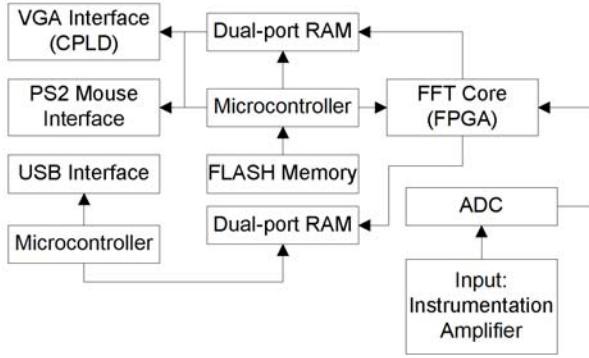 VGA Interface
(CPLD)
Dual-port RAM
PS2 Mouse
Interface
Microcontroller
FFT Core
(FPGA)
USB Interface
FLASH Memory
ADC
Dual-port RAM
Microcontroller
Input:
Instrumentation
Amplifier